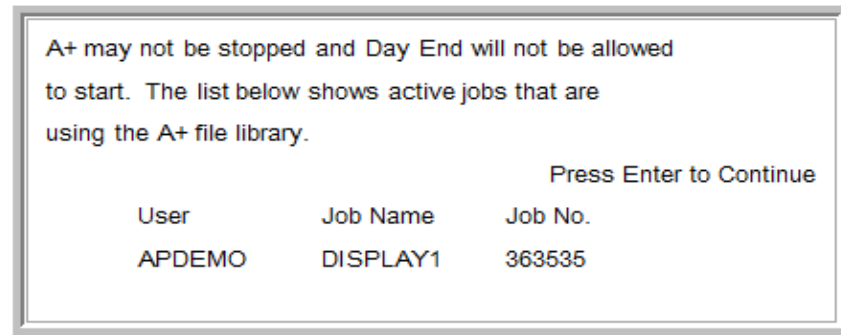 A+ may not be stopped and Day End will not be allowed
to start. The list below shows active jobs that are
using the A+ file library.
Press Enter to Continue
User Job Name Job No.
APDEMO DISPLAY1 363535